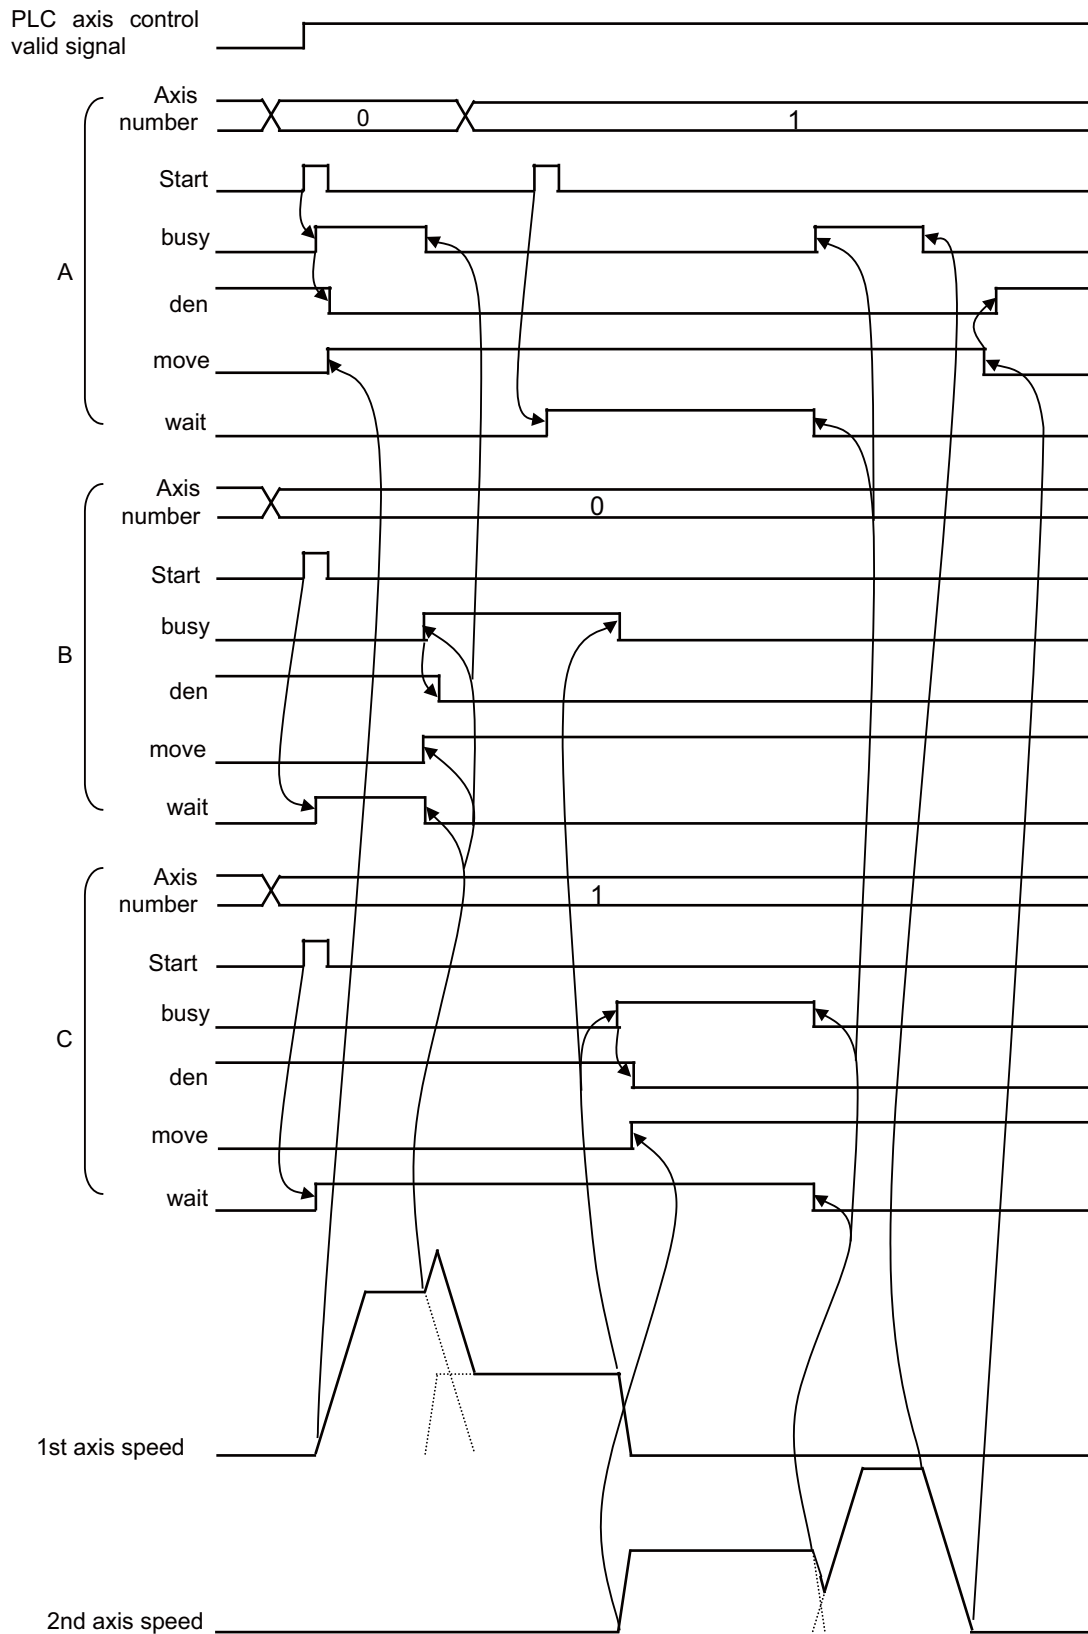 PLC axis control
valid signal
A
Axis
number
0
1
Start
busy
den
move
wait
B
Axis
number
0
Start
busy
den
move
wait
C
Axis
number
1
Start
busy
den
move
wait
1st axis speed
2nd axis speed